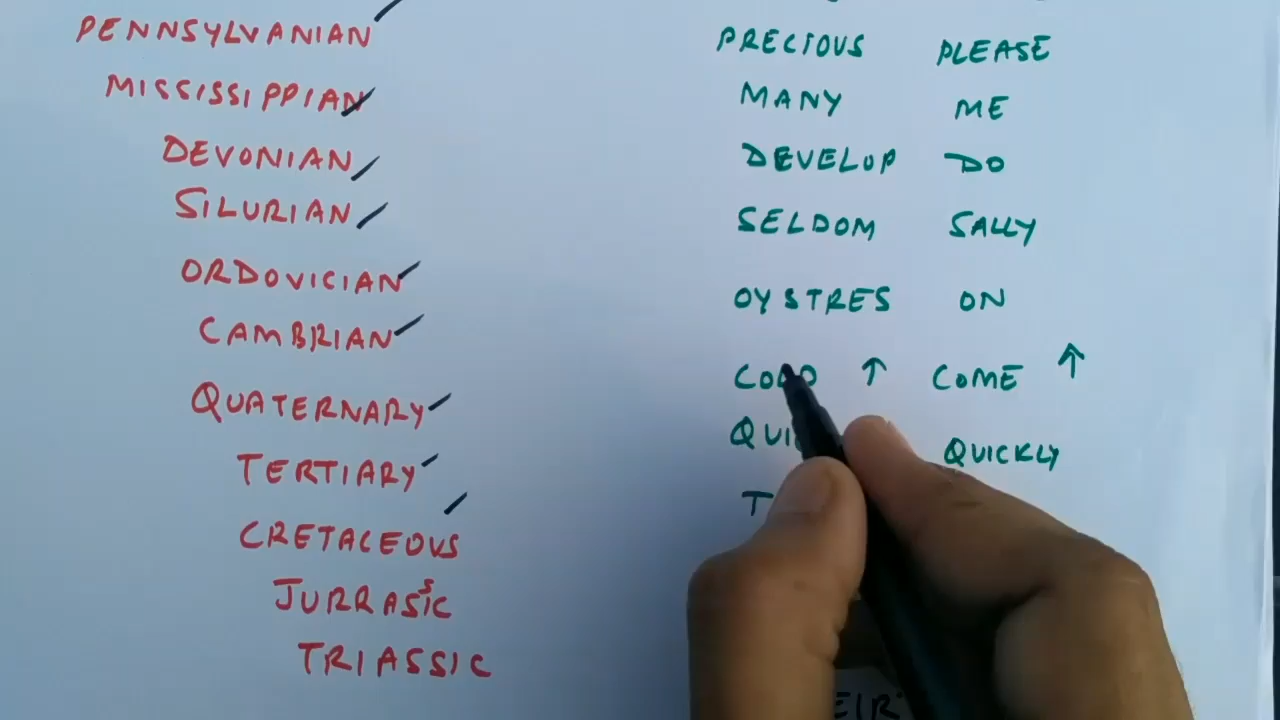 PENNSYLVANIAN PRECIOUS PLEASE
MISSISSIPPIAN MANY ME
DEVONIAN DEVELOP DO
SILURIAN SELDOM SALLY
ORDOVICIAN OYSTRES ON
CAMBRIAN COME
QUATERNARY QUICKLY
TERTIARY
CRETACEOUS
JURRASSIC
TRIASSIC